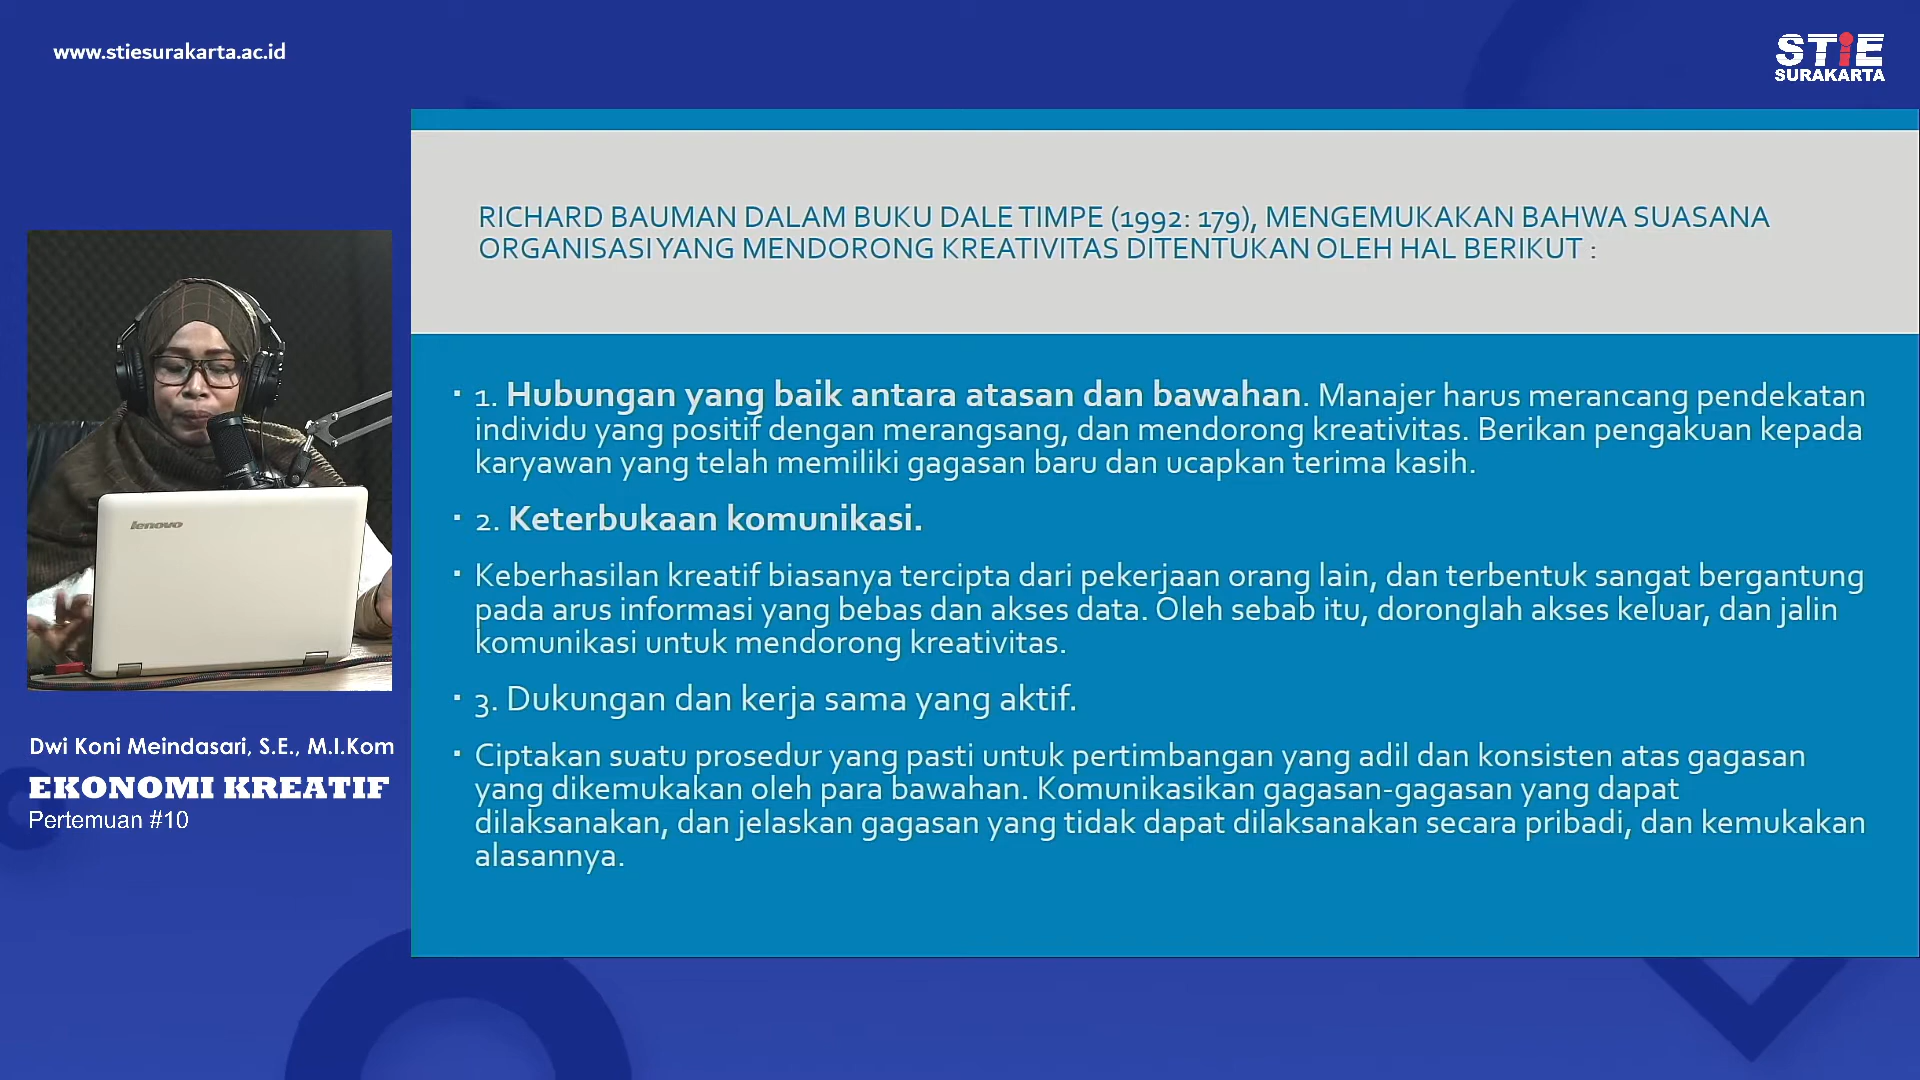 www.stiesurakarta.ac.id
STIE
SURAKARTA
RICHARD BAUMAN DALAM BUKU DALE TIMPE (1992: 179), MENGEMUKAKAN BAHWA SUASANA
ORGANISASI YANG MENDORONG KREATIVITAS DITENTUKAN OLEH HAL BERIKUT :
▪ 1. Hubungan yang baik antara atasan dan bawahan. Manajer harus merancang pendekatan
individu yang positif dengan merangsang, dan mendorong kreativitas. Berikan pengakuan kepada
karyawan yang telah memiliki gagasan baru dan ucapkan terima kasih.
▪ 2. Keterbukaan komunikasi.
▪ Keberhasilan kreatif biasanya tercipta dari pekerjaan orang lain, dan terbentuk sangat bergantung
pada arus informasi yang bebas dan akses data. Oleh sebab itu, doronglah akses keluar, dan jalin
komunikasi untuk mendorong kreativitas.
▪ 3. Dukungan dan kerja sama yang aktif.
▪ Ciptakan suatu prosedur yang pasti untuk pertimbangan yang adil dan konsisten atas gagasan
yang dikemukakan oleh para bawahan. Komunikasikan gagasan-gagasan yang dapat
dilaksanakan, dan jelaskan gagasan yang tidak dapat dilaksanakan secara pribadi, dan kemukakan
alasannya.
lenovo
Dwi Koni Meindasari, S.E., M.I.Kom
EKONOMI KREATIF
Pertemuan #10